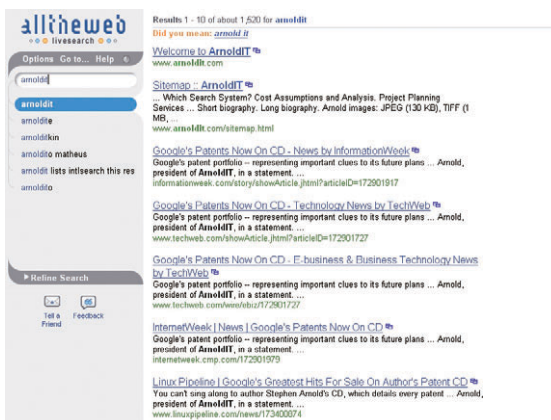 alltheweb
livesearch
Options Go to... Help
arnoldit
arnoldit
arnoldite
arnolditkin
arnoldito matheus
arnoldit lists intlsearch this res
arnoldito
Refine Search
Tell a
Friend
Feedback
Results 1 - 10 of about 1,520 for arnoldit
Did you mean: arnold it
Welcome to ArnoldIT
www.arnoldit.com
Sitemap :: ArnoldIT
... Which Search System? Cost Assumptions and Analysis. Project Planning
Services ... Short biography. Long biography. Arnold images: JPEG (130 KB), TIFF (1
MB, ...
www.arnoldit.com/sitemap.html
Google's Patents Now On CD - News by InformationWeek
Google's patent portfolio -- representing important clues to its future plans ... Arnold,
president of ArnoldIT, in a statement. ...
informationweek.com/story/showArticle.jhtml?articleID=172901917
Google's Patents Now On CD - Technology News by TechWeb
Google's patent portfolio -- representing important clues to its future plans ... Arnold,
president of ArnoldIT, in a statement. ...
www.techweb.com/showArticle.jhtml?articleID=172901727
Google's Patents Now On CD - E-business & Business Technology News
by TechWeb
Google's patent portfolio -- representing important clues to its future plans ... Arnold,
president of ArnoldIT, in a statement. ...
www.techweb.com/wire/ebiz/172901727
InternetWeek | News | Google's Patents Now On CD
Google's patent portfolio -- representing important clues to its future plans ... Arnold,
president of ArnoldIT, in a statement. ...
internetweek.cmp.com/172901979
Linux Pipeline | Google's Greatest Hits For Sale On Author's Patent CD
You can't sing along to author Stephen Arnold's CD, which details every patent ... Arnold,
president of ArnoldIT, in a statement. ...
www.linuxpipeline.com/news/173400074